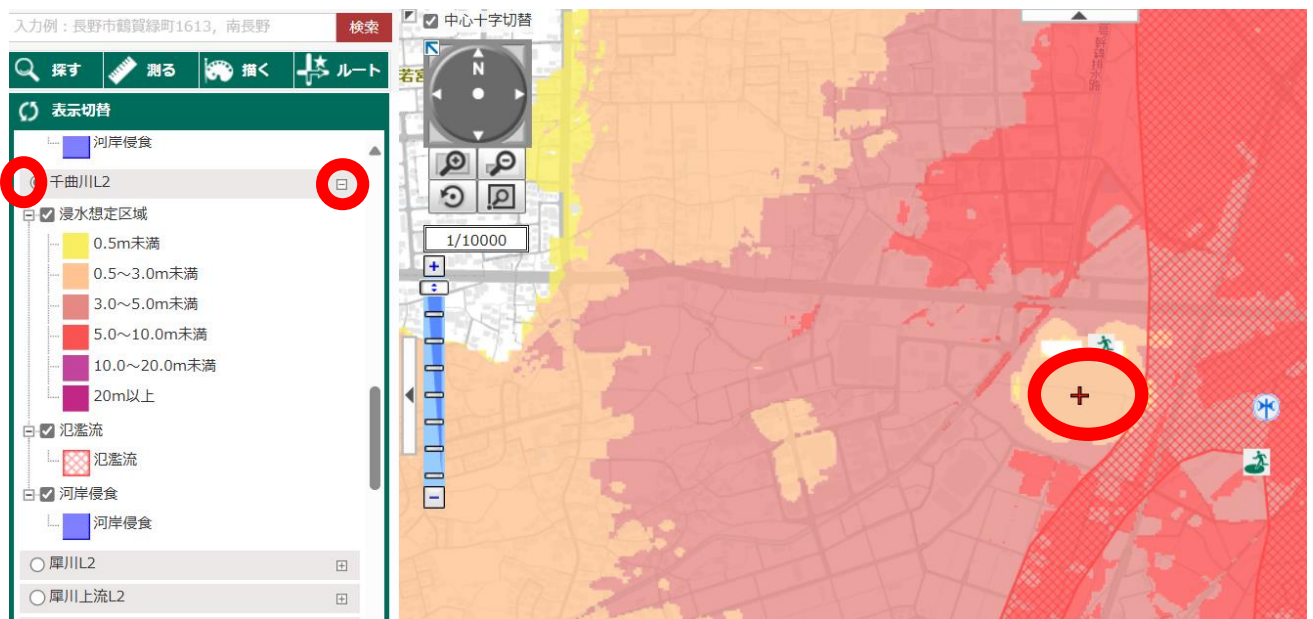 入力例：長野市鶴賀緑町1613，南長野
検索
探す
測る
描く
ルート
表示切替
河岸侵食
千曲川L2
浸水想定区域
0.5m未満
0.5～3.0m未満
3.0～5.0m未満
5.0～10.0m未満
10.0～20.0m未満
20m以上
氾濫流
氾濫流
河岸侵食
河岸侵食
犀川L2
犀川上流L2
中心十字切替
N
1/10000
若宮
号幹線排水路